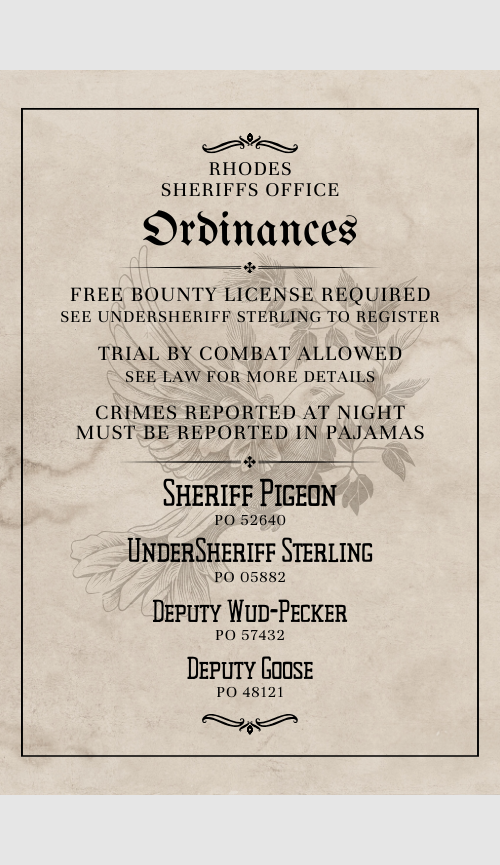 RHODES
SHERIFFS OFFICE
Ordinances
FREE BOUNTY LICENSE REQUIRED
SEE UNDERSHERIFF STERLING TO REGISTER
TRIAL BY COMBAT ALLOWED
SEE LAW FOR MORE DETAILS
CRIMES REPORTED AT NIGHT
MUST BE REPORTED IN PAJAMAS
SHERIFF PIGEON
PO 52640
UNDERSHERIFF STERLING
PO 05882
DEPUTY WUD-PECKER
PO 57432
DEPUTY GOOSE
PO 48121